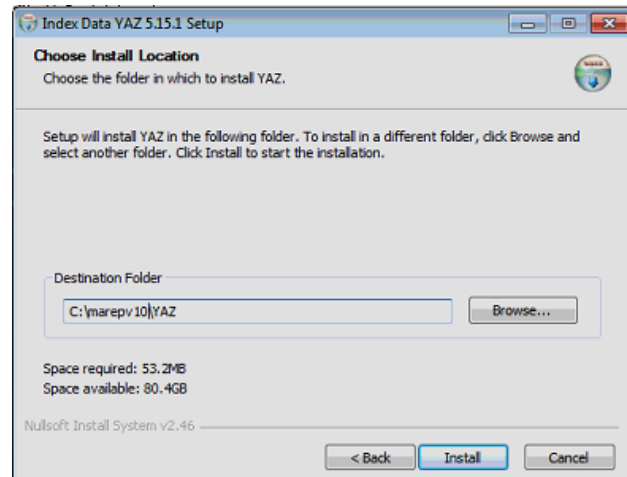 Index Data YAZ 5.15.1 Setup
Choose Install Location
Choose the folder in which to install YAZ.
Setup will install YAZ in the following folder. To install in a different folder, click Browse and
select another folder. Click Install to start the installation.
Destination Folder
C:\marepv10\YAZ
Browse...
Space required: 53.2MB
Space available: 80.4GB
Nullsoft Install System v2.46
< Back
Install
Cancel